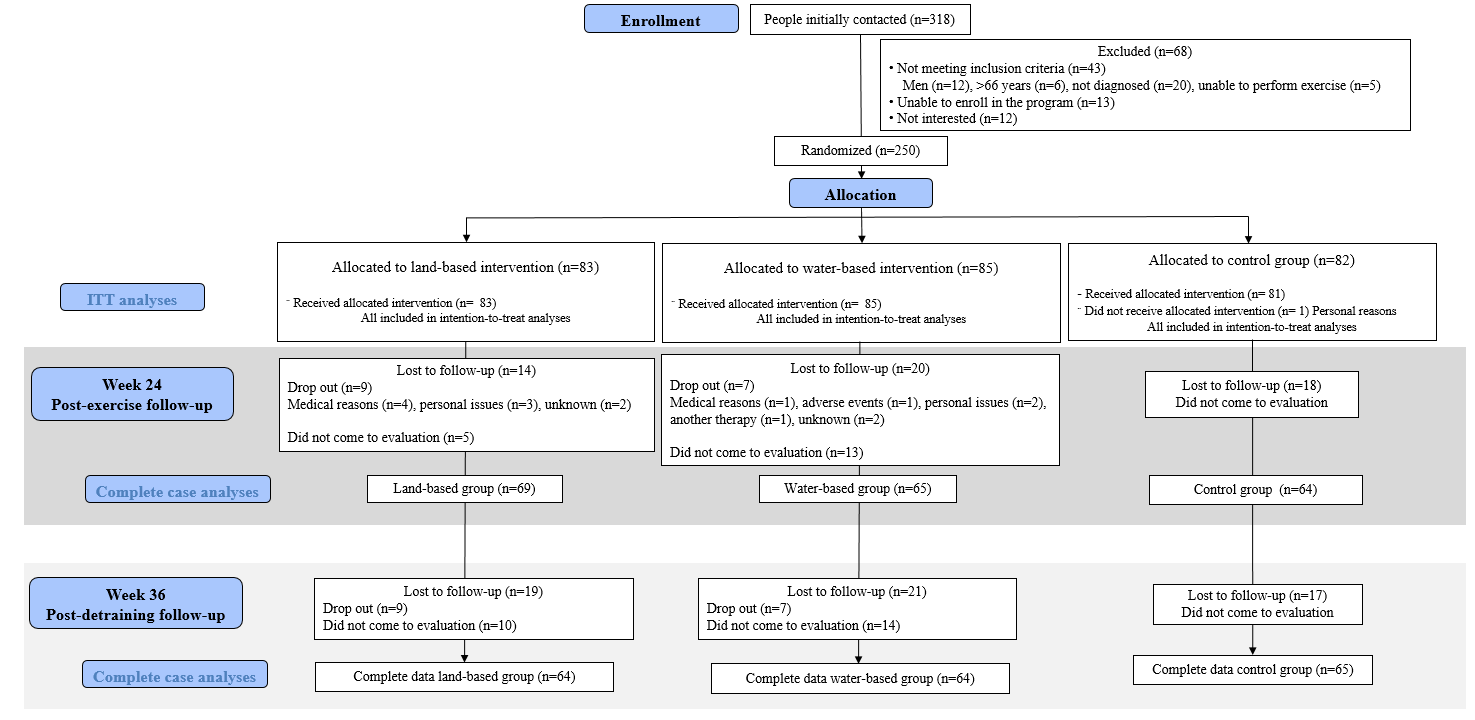 Enrollment
People initially contacted (n=318)
Excluded (n=68)
• Not meeting inclusion criteria (n=43)
Men (n=12), >66 years (n=6), not diagnosed (n=20), unable to perform exercise (n=5)
• Unable to enroll in the program (n=13)
• Not interested (n=12)
Randomized (n=250)
Allocation
ITT analyses
Allocated to land-based intervention (n=83)
- Received allocated intervention (n= 83)
All included in intention-to-treat analyses
Allocated to water-based intervention (n=85)
- Received allocated intervention (n= 85)
All included in intention-to-treat analyses
Allocated to control group (n=82)
- Received allocated intervention (n= 81)
- Did not receive allocated intervention (n= 1) Personal reasons
All included in intention-to-treat analyses
Week 24
Post-exercise follow-up
Lost to follow-up (n=14)
Drop out (n=9)
Medical reasons (n=4), personal issues (n=3), unknown (n=2)
Did not come to evaluation (n=5)
Lost to follow-up (n=20)
Drop out (n=7)
Medical reasons (n=1), adverse events (n=1), personal issues (n=2),
another therapy (n=1), unknown (n=2)
Did not come to evaluation (n=13)
Lost to follow-up (n=18)
Did not come to evaluation
Complete case analyses
Land-based group (n=69)
Water-based group (n=65)
Control group (n=64)
Week 36
Post-detraining follow-up
Lost to follow-up (n=19)
Drop out (n=9)
Did not come to evaluation (n=10)
Lost to follow-up (n=21)
Drop out (n=7)
Did not come to evaluation (n=14)
Lost to follow-up (n=17)
Did not come to evaluation
Complete case analyses
Complete data land-based group (n=64)
Complete data water-based group (n=64)
Complete data control group (n=65)